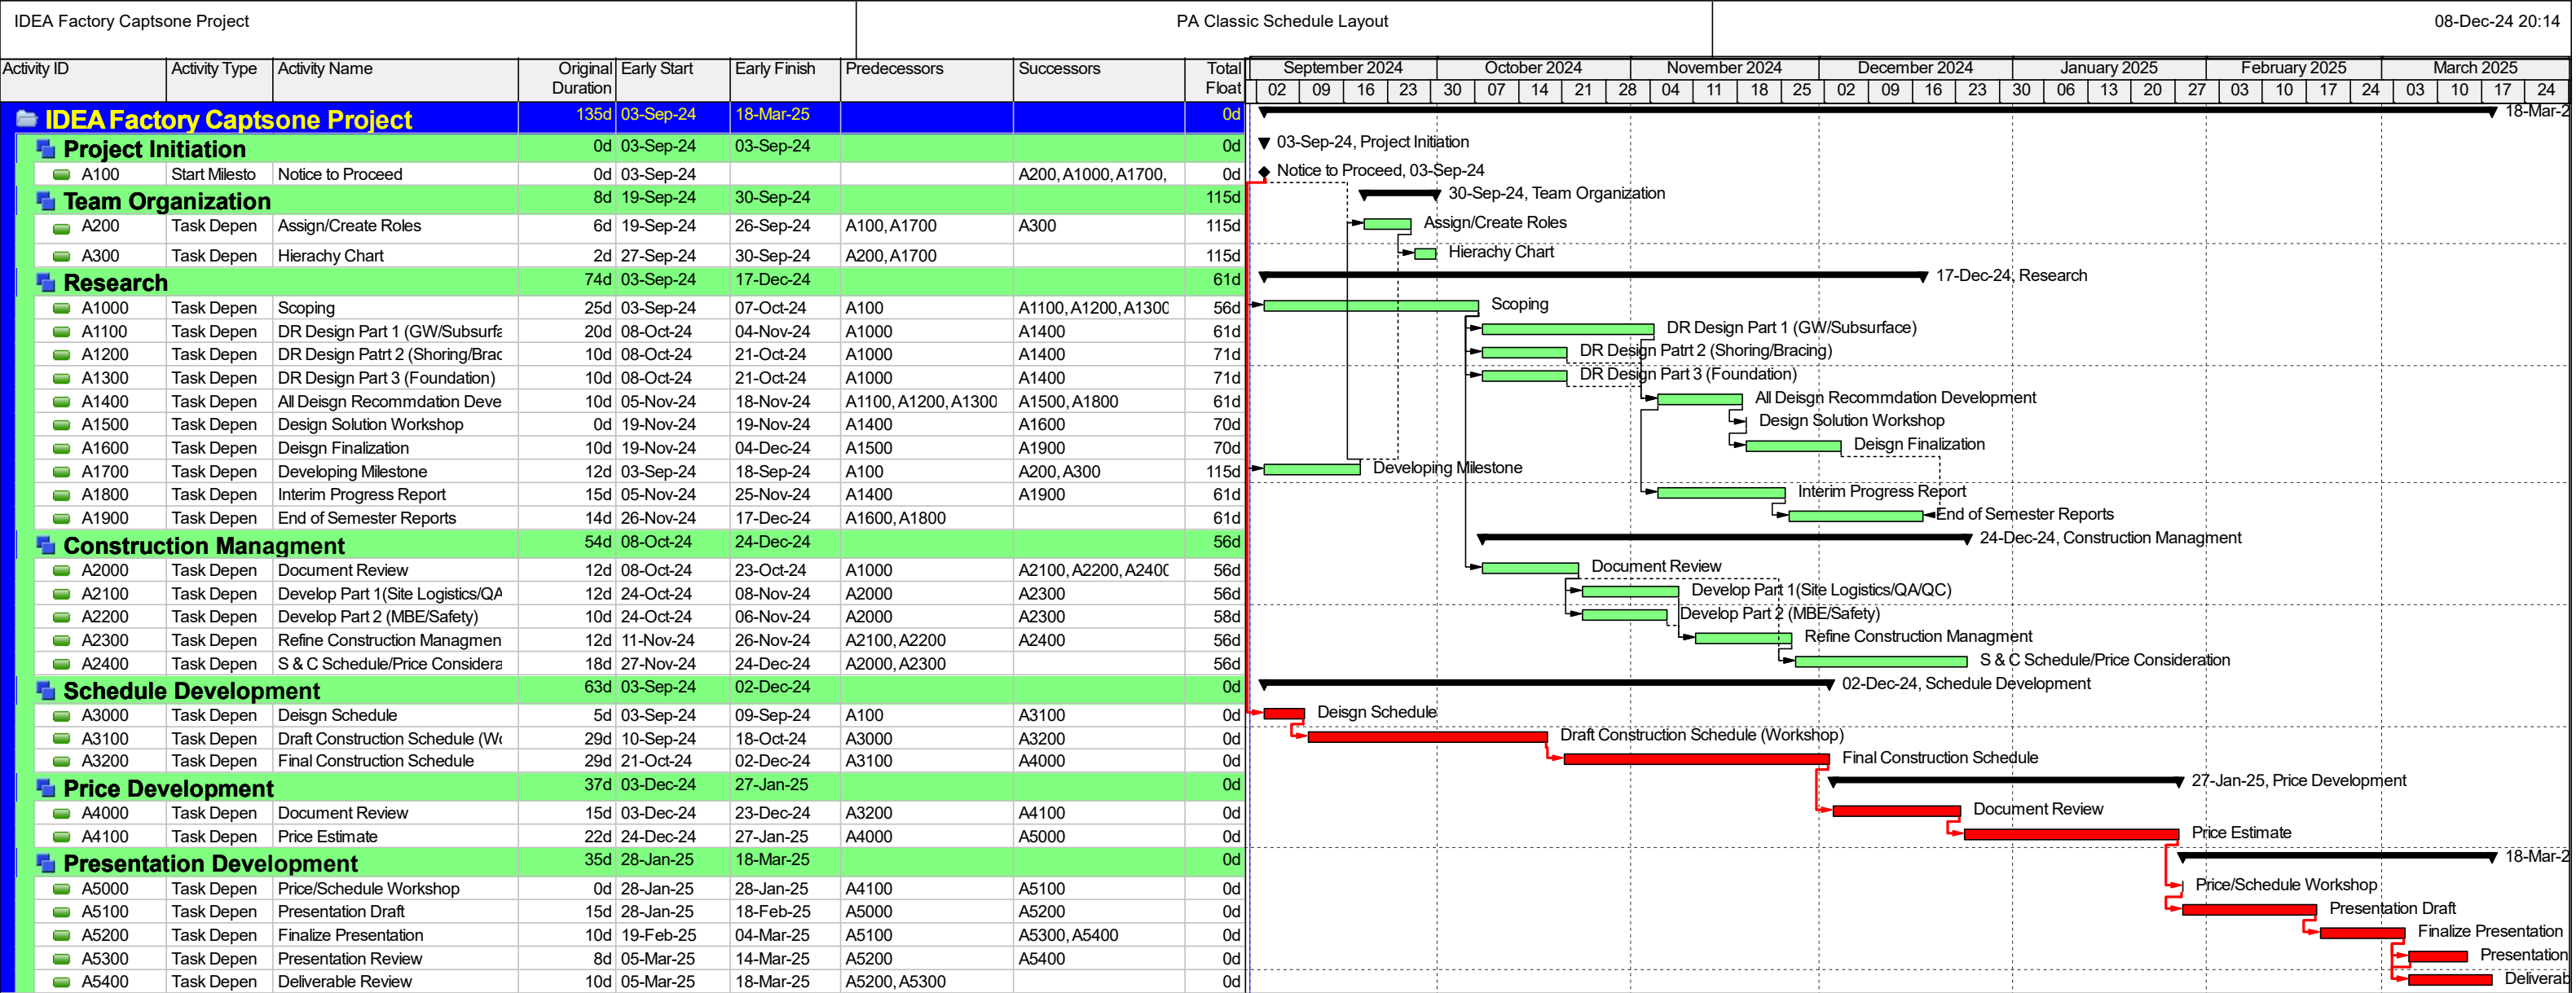 IDEA Factory Captsone Project PA Classic Schedule Layout 08-Dec-24 20:14
Activity ID Activity Type Activity Name Original Duration Early Start Early Finish Predecessors Successors Total Float
September 2024 October 2024 November 2024 December 2024 January 2025 February 2025 March 2025
02 09 16 23 30 07 14 21 28 04 11 18 25 02 09 16 23 30 06 13 20 27 03 10 17 24 03 10 17 24
IDEA Factory Captsone Project 135d 03-Sep-24 18-Mar-25 0d 18-Mar-2
Project Initiation 0d 03-Sep-24 03-Sep-24 0d 03-Sep-24, Project Initiation
A100 Start Milesto Notice to Proceed 0d 03-Sep-24 A200, A1000, A1700, 0d Notice to Proceed, 03-Sep-24
Team Organization 8d 19-Sep-24 30-Sep-24 115d 30-Sep-24, Team Organization
A200 Task Depen Assign/Create Roles 6d 19-Sep-24 26-Sep-24 A100, A1700 A300 115d Assign/Create Roles
A300 Task Depen Hierachy Chart 2d 27-Sep-24 30-Sep-24 A200, A1700 115d Hierachy Chart
Research 74d 03-Sep-24 17-Dec-24 61d 17-Dec-24, Research
A1000 Task Depen Scoping 25d 03-Sep-24 07-Oct-24 A100 A1100, A1200, A1300 56d Scoping
A1100 Task Depen DR Design Part 1 (GW/Subsurfa 20d 08-Oct-24 04-Nov-24 A1000 A1400 61d DR Design Part 1 (GW/Subsurface)
A1200 Task Depen DR Design Patrt 2 (Shoring/Brac 10d 08-Oct-24 21-Oct-24 A1000 A1400 71d DR Design Patrt 2 (Shoring/Bracing)
A1300 Task Depen DR Design Part 3 (Foundation) 10d 08-Oct-24 21-Oct-24 A1000 A1400 71d DR Design Part 3 (Foundation)
A1400 Task Depen All Deisgn Recommdation Deve 10d 05-Nov-24 18-Nov-24 A1100, A1200, A1300 A1500, A1800 61d All Deisgn Recommdation Development
A1500 Task Depen Design Solution Workshop 0d 19-Nov-24 19-Nov-24 A1400 A1600 70d Design Solution Workshop
A1600 Task Depen Deisgn Finalization 10d 19-Nov-24 04-Dec-24 A1500 A1900 70d Deisgn Finalization
A1700 Task Depen Developing Milestone 12d 03-Sep-24 18-Sep-24 A100 A200, A300 115d Developing Milestone
A1800 Task Depen Interim Progress Report 15d 05-Nov-24 25-Nov-24 A1400 A1900 61d Interim Progress Report
A1900 Task Depen End of Semester Reports 14d 26-Nov-24 17-Dec-24 A1600, A1800 61d End of Semester Reports
Construction Managment 54d 08-Oct-24 24-Dec-24 56d 24-Dec-24, Construction Managment
A2000 Task Depen Document Review 12d 08-Oct-24 23-Oct-24 A1000 A2100, A2200, A2400 56d Document Review
A2100 Task Depen Develop Part 1(Site Logistics/QA 12d 24-Oct-24 08-Nov-24 A2000 A2300 56d Develop Part 1(Site Logistics/QA/QC)
A2200 Task Depen Develop Part 2 (MBE/Safety) 10d 24-Oct-24 06-Nov-24 A2000 A2300 58d Develop Part 2 (MBE/Safety)
A2300 Task Depen Refine Construction Managmen 12d 11-Nov-24 26-Nov-24 A2100, A2200 A2400 56d Refine Construction Managment
A2400 Task Depen S & C Schedule/Price Considera 18d 27-Nov-24 24-Dec-24 A2000, A2300 56d S & C Schedule/Price Consideration
Schedule Development 63d 03-Sep-24 02-Dec-24 0d 02-Dec-24, Schedule Development
A3000 Task Depen Deisgn Schedule 5d 03-Sep-24 09-Sep-24 A100 A3100 0d Deisgn Schedule
A3100 Task Depen Draft Construction Schedule (Wo 29d 10-Sep-24 18-Oct-24 A3000 A3200 0d Draft Construction Schedule (Workshop)
A3200 Task Depen Final Construction Schedule 29d 21-Oct-24 02-Dec-24 A3100 A4000 0d Final Construction Schedule
Price Development 37d 03-Dec-24 27-Jan-25 0d 27-Jan-25, Price Development
A4000 Task Depen Document Review 15d 03-Dec-24 23-Dec-24 A3200 A4100 0d Document Review
A4100 Task Depen Price Estimate 22d 24-Dec-24 27-Jan-25 A4000 A5000 0d Price Estimate
Presentation Development 35d 28-Jan-25 18-Mar-25 0d 18-Mar-2
A5000 Task Depen Price/Schedule Workshop 0d 28-Jan-25 28-Jan-25 A4100 A5100 0d Price/Schedule Workshop
A5100 Task Depen Presentation Draft 15d 28-Jan-25 18-Feb-25 A5000 A5200 0d Presentation Draft
A5200 Task Depen Finalize Presentation 10d 19-Feb-25 04-Mar-25 A5100 A5300, A5400 0d Finalize Presentation
A5300 Task Depen Presentation Review 8d 05-Mar-25 14-Mar-25 A5200 A5400 0d Presentation
A5400 Task Depen Deliverable Review 10d 05-Mar-25 18-Mar-25 A5200, A5300 0d Deliverab